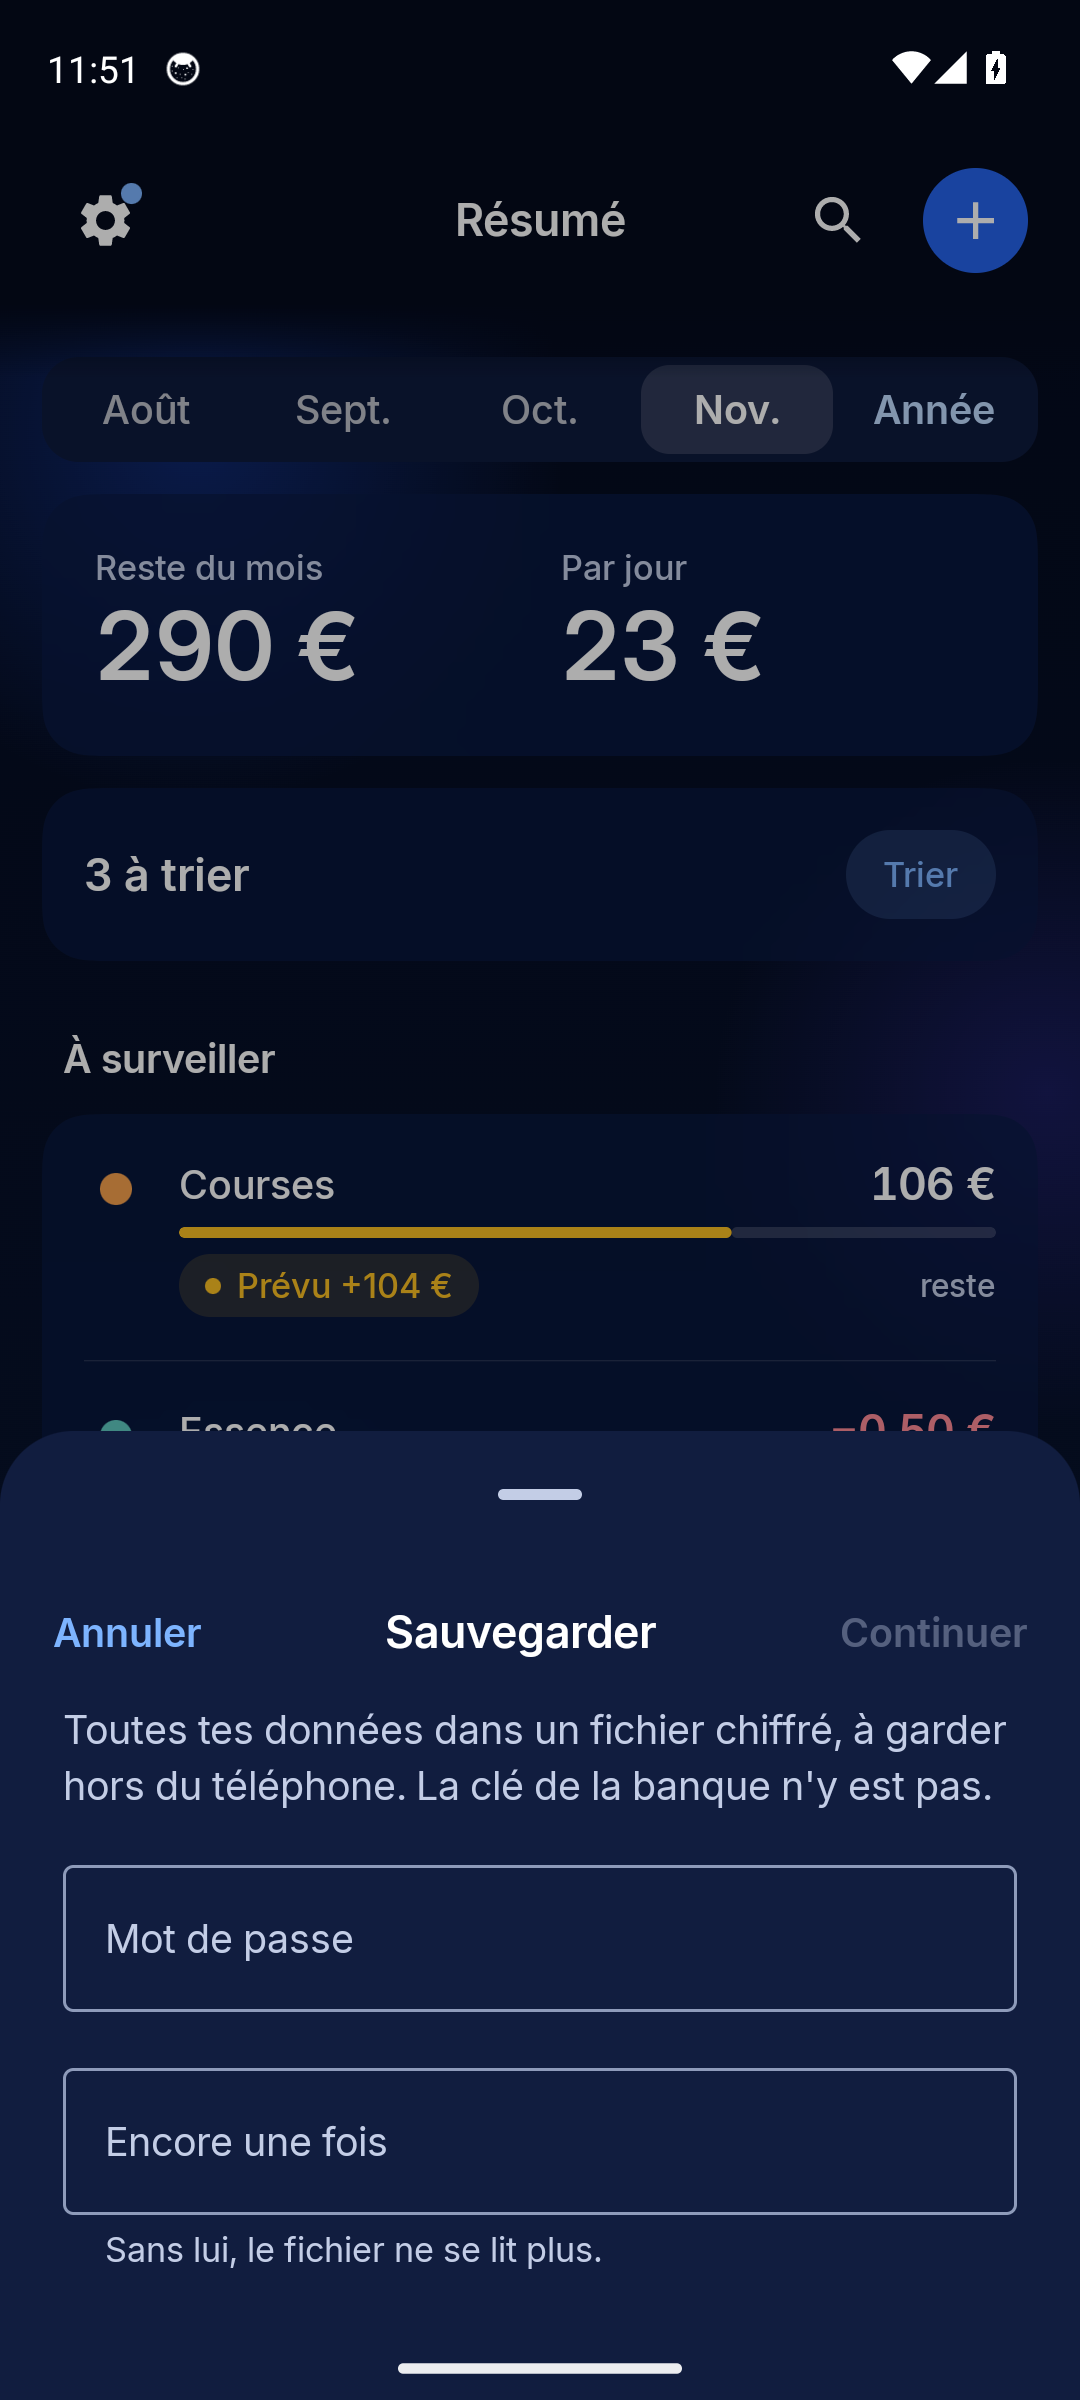 11:51
Résumé
Août Sept. Oct. Nov. Année
Reste du mois Par jour
290 € 23 €
3 à trier Trier
À surveiller
Courses 106 €
Prévu +104 € reste
Essence −0,50 €
Annuler Sauvegarder Continuer
Toutes tes données dans un fichier chiffré, à garder
hors du téléphone. La clé de la banque n'y est pas.
Mot de passe
Encore une fois
Sans lui, le fichier ne se lit plus.